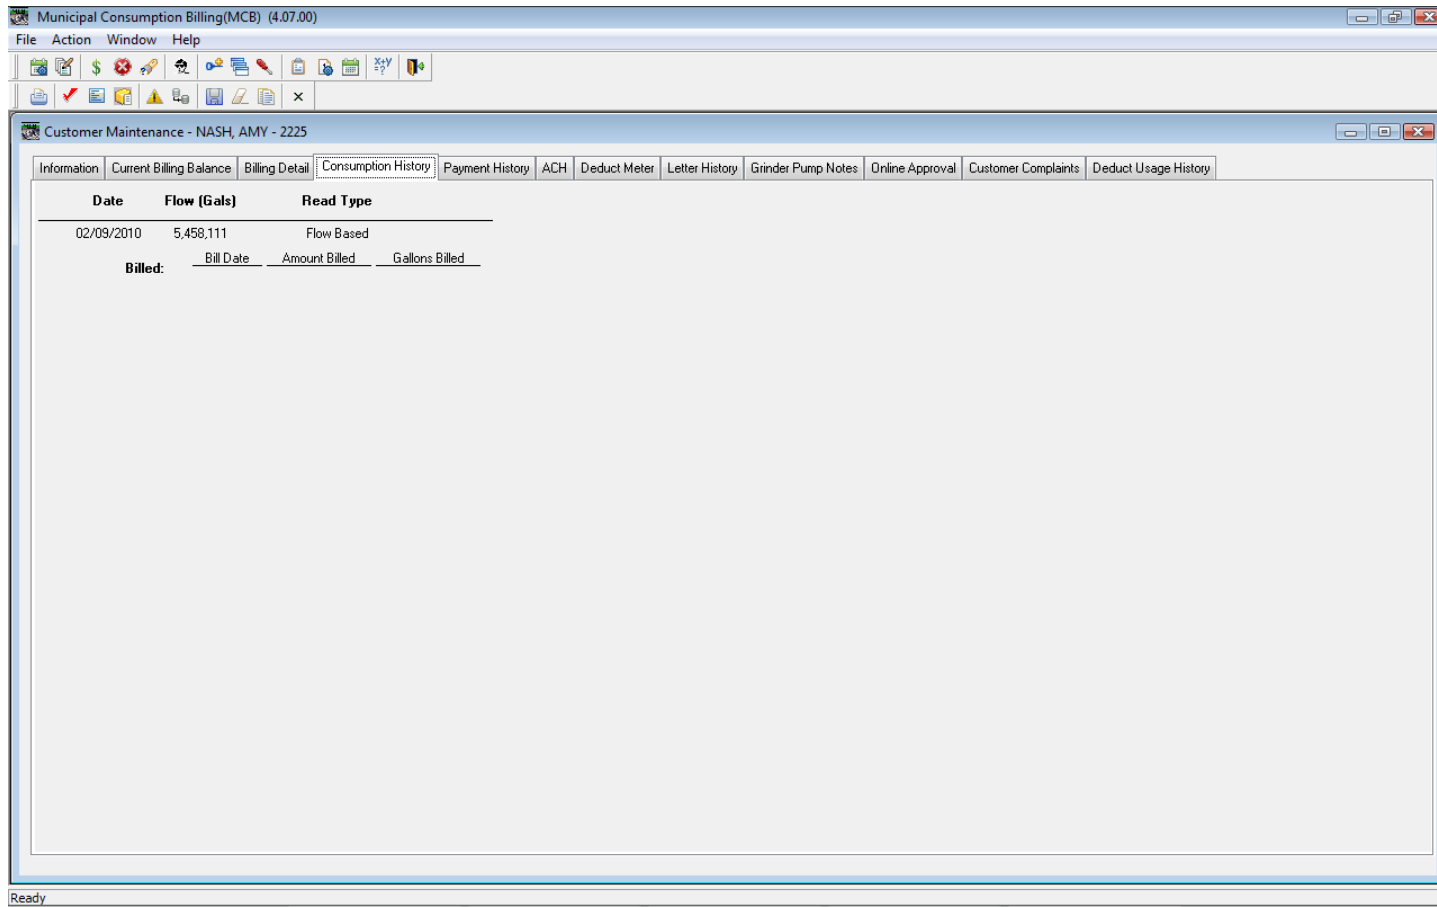 Municipal Consumption Billing(MCB) (4.07.00)
File Action Window Help
Customer Maintenance - NASH, AMY - 2225
Information Current Billing Balance Billing Detail Consumption History Payment History ACH Deduct Meter Letter History Grinder Pump Notes Online Approval Customer Complaints Deduct Usage History
Date Flow (Gals) Read Type
02/09/2010 5,458,111 Flow Based
Billed: Bill Date Amount Billed Gallons Billed
Ready